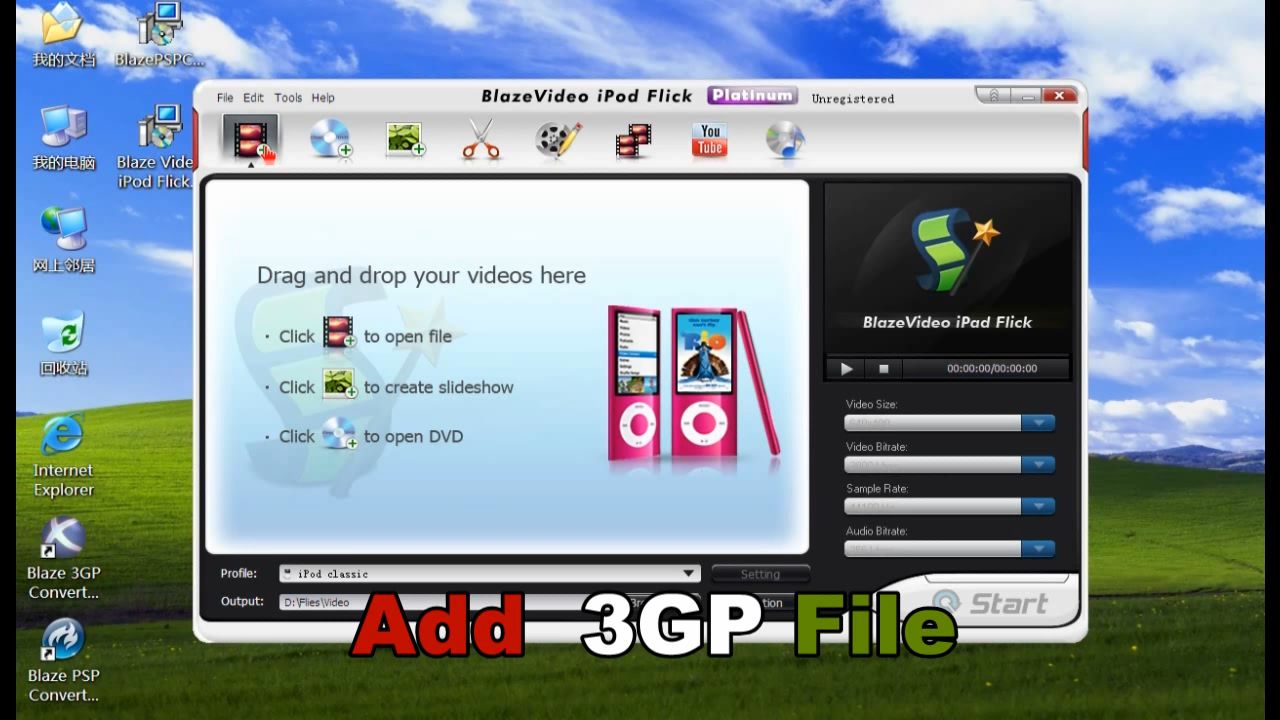 我的文档
BlazePSPC...
我的电脑
Blaze Vide
iPod Flick.
网上邻居
回收站
Internet
Explorer
Blaze 3GP
Convert...
Blaze PSP
Convert...
File Edit Tools Help
BlazeVideo iPod Flick Platinum Unregistered
You
Tube
Drag and drop your videos here
· Click to open file
· Click to create slideshow
· Click to open DVD
RIO
BlazeVideo iPad Flick
00:00:00/00:00:00
Video Size:
Video Bitrate:
Sample Rate:
Audio Bitrate:
Profile: iPod classic Setting
Output: D:\Flies\Video
Start
Add 3GP File